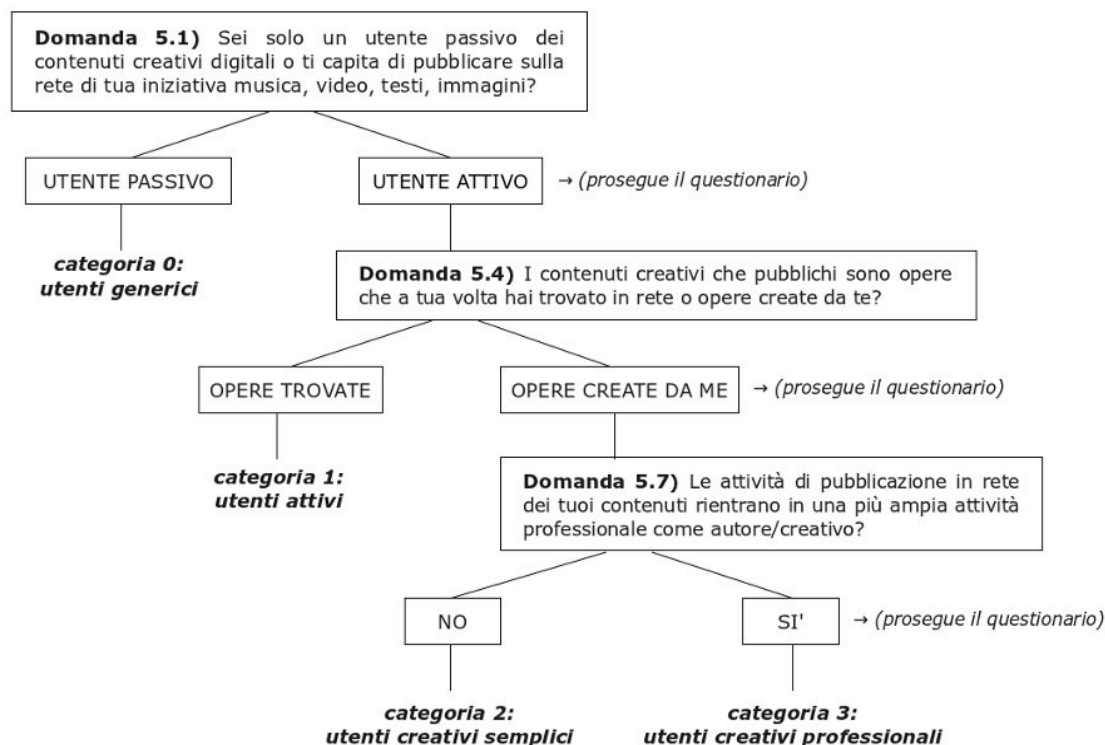 Domanda 5.1) Sei solo un utente passivo dei
contenuti creativi digitali o ti capita di pubblicare sulla
rete di tua iniziativa musica, video, testi, immagini?
UTENTE PASSIVO
UTENTE ATTIVO
→ (prosegue il questionario)
categoria 0:
utenti generici
Domanda 5.4) I contenuti creativi che pubblichi sono opere
che a tua volta hai trovato in rete o opere create da te?
OPERE TROVATE
OPERE CREATE DA ME
→ (prosegue il questionario)
categoria 1:
utenti attivi
Domanda 5.7) Le attività di pubblicazione in rete
dei tuoi contenuti rientrano in una più ampia attività
professionale come autore/creativo?
NO
SI'
→ (prosegue il questionario)
categoria 2:
utenti creativi semplici
categoria 3:
utenti creativi professionali